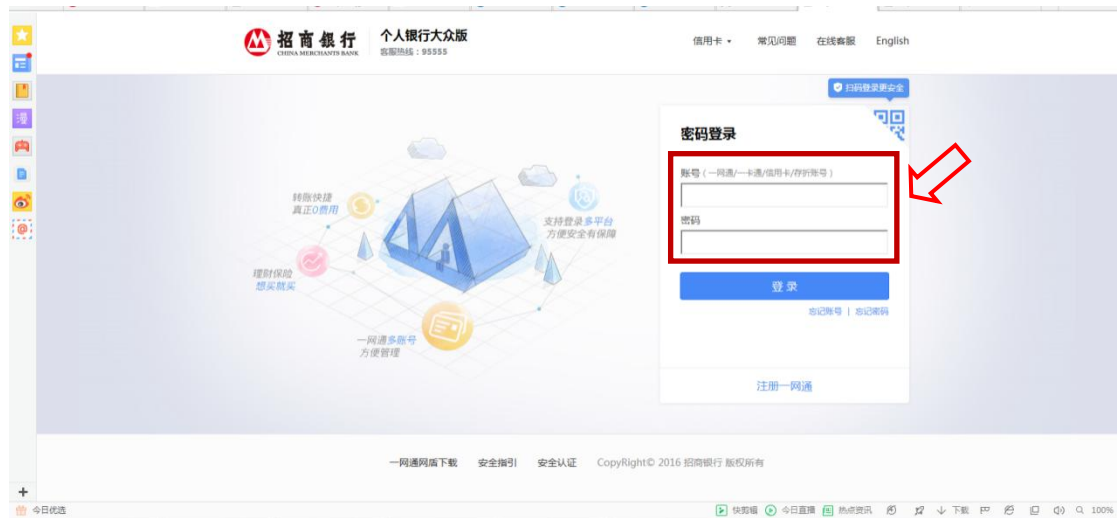 招商银行
CHINA MERCHANTS BANK
个人银行大众版
客服热线：95555
信用卡
常见问题
在线客服
English
扫码登录更安全
密码登录
账号（一网通/一卡通/信用卡/存折账号）
密码
登 录
忘记账号 | 忘记密码
注册一网通
转账快捷
真正0费用
支持登录多平台
方便安全有保障
理财保险
想买就买
一网通多账号
方便管理
一网通网盾下载 安全指引 安全认证 CopyRight© 2016 招商银行 版权所有
漫
@
今日优选
快剪辑
今日直播
热点资讯
下载
100%